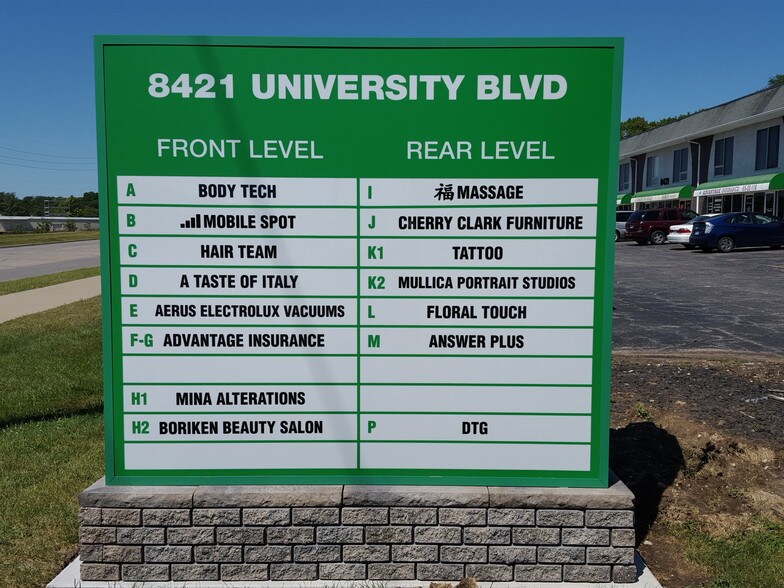 8421 UNIVERSITY BLVD
FRONT LEVEL
A BODY TECH
B MOBILE SPOT
C HAIR TEAM
D A TASTE OF ITALY
E AERUS ELECTROLUX VACUUMS
F-G ADVANTAGE INSURANCE
H1 MINA ALTERATIONS
H2 BORIKEN BEAUTY SALON
REAR LEVEL
I 福 MASSAGE
J CHERRY CLARK FURNITURE
K1 TATTOO
K2 MULLICA PORTRAIT STUDIOS
L FLORAL TOUCH
M ANSWER PLUS
P DTG
ADVANTAGE INSURANCE